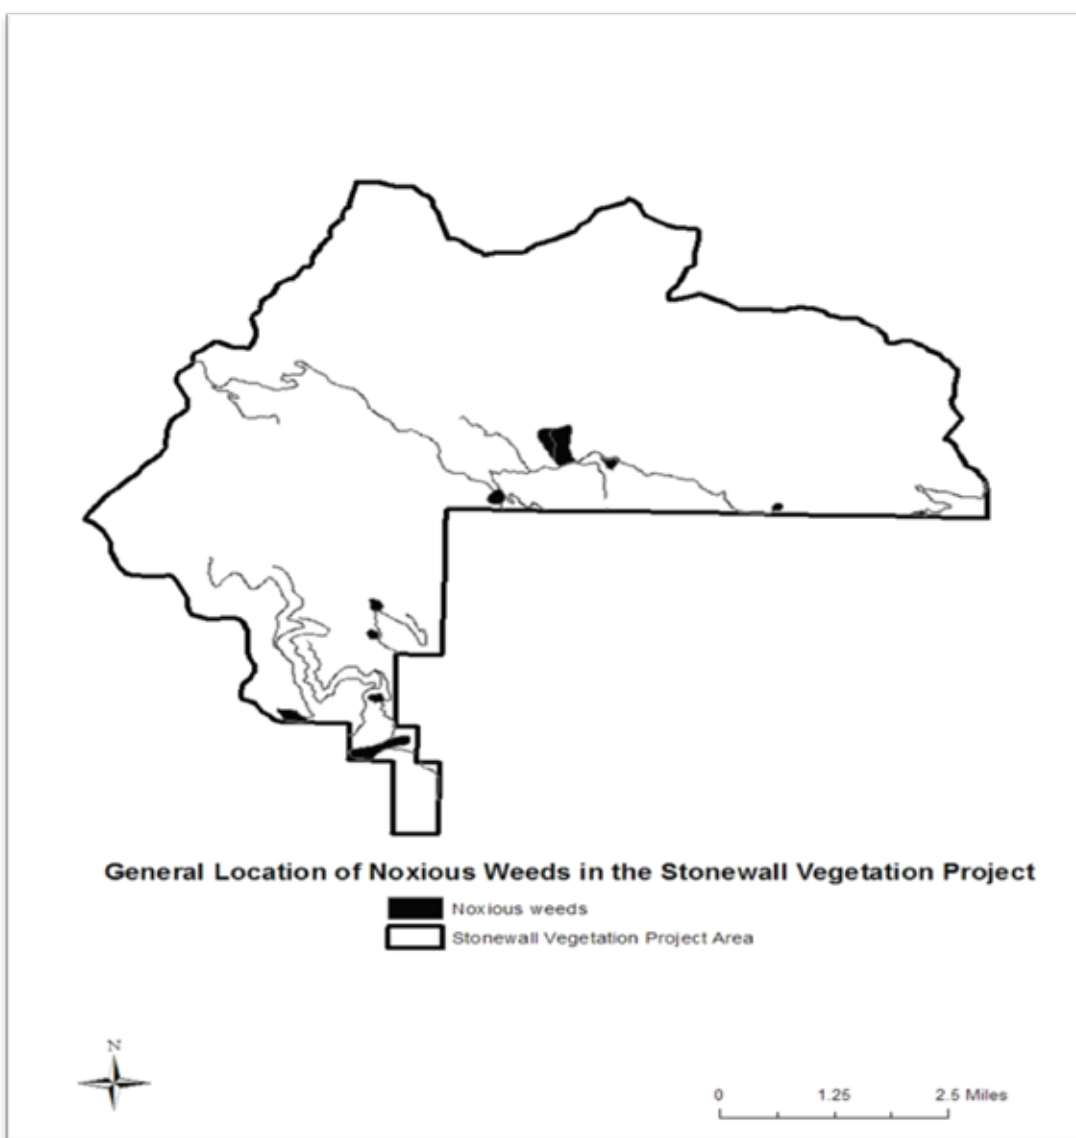 General Location of Noxious Weeds in the Stonewall Vegetation Project
Noxious weeds
Stonewall Vegetation Project Area
N
0 1.25 2.5 Miles